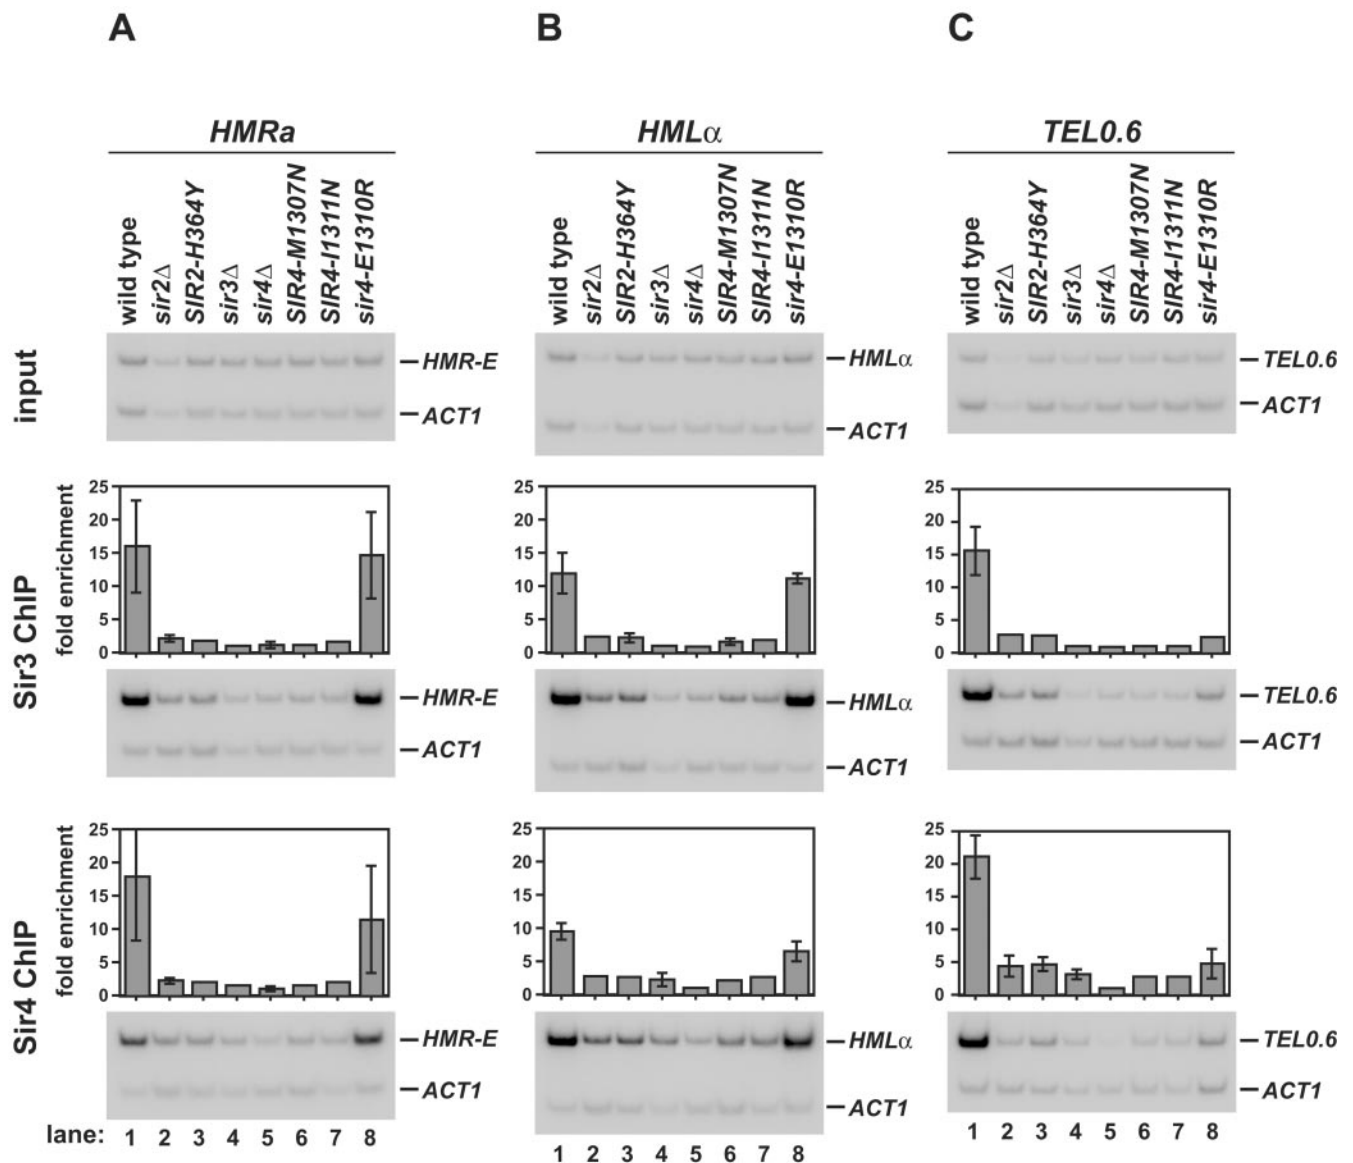 A B C
HMRa HMLα TEL0.6
wild type sir2Δ SIR2-H364Y sir3Δ sir4Δ SIR4-M1307N SIR4-I1311N sir4-E1310R
wild type sir2Δ SIR2-H364Y sir3Δ sir4Δ SIR4-M1307N SIR4-I1311N sir4-E1310R
wild type sir2Δ SIR2-H364Y sir3Δ sir4Δ SIR4-M1307N SIR4-I1311N sir4-E1310R
input
HMR-E
ACT1
HMLα
ACT1
TEL0.6
ACT1
Sir3 ChIP
fold enrichment
25
20
15
10
5
0
HMR-E
ACT1
25
20
15
10
5
0
HMLα
ACT1
25
20
15
10
5
0
TEL0.6
ACT1
Sir4 ChIP
fold enrichment
25
20
15
10
5
0
HMR-E
ACT1
25
20
15
10
5
0
HMLα
ACT1
25
20
15
10
5
0
TEL0.6
ACT1
lane: 1 2 3 4 5 6 7 8
1 2 3 4 5 6 7 8
1 2 3 4 5 6 7 8